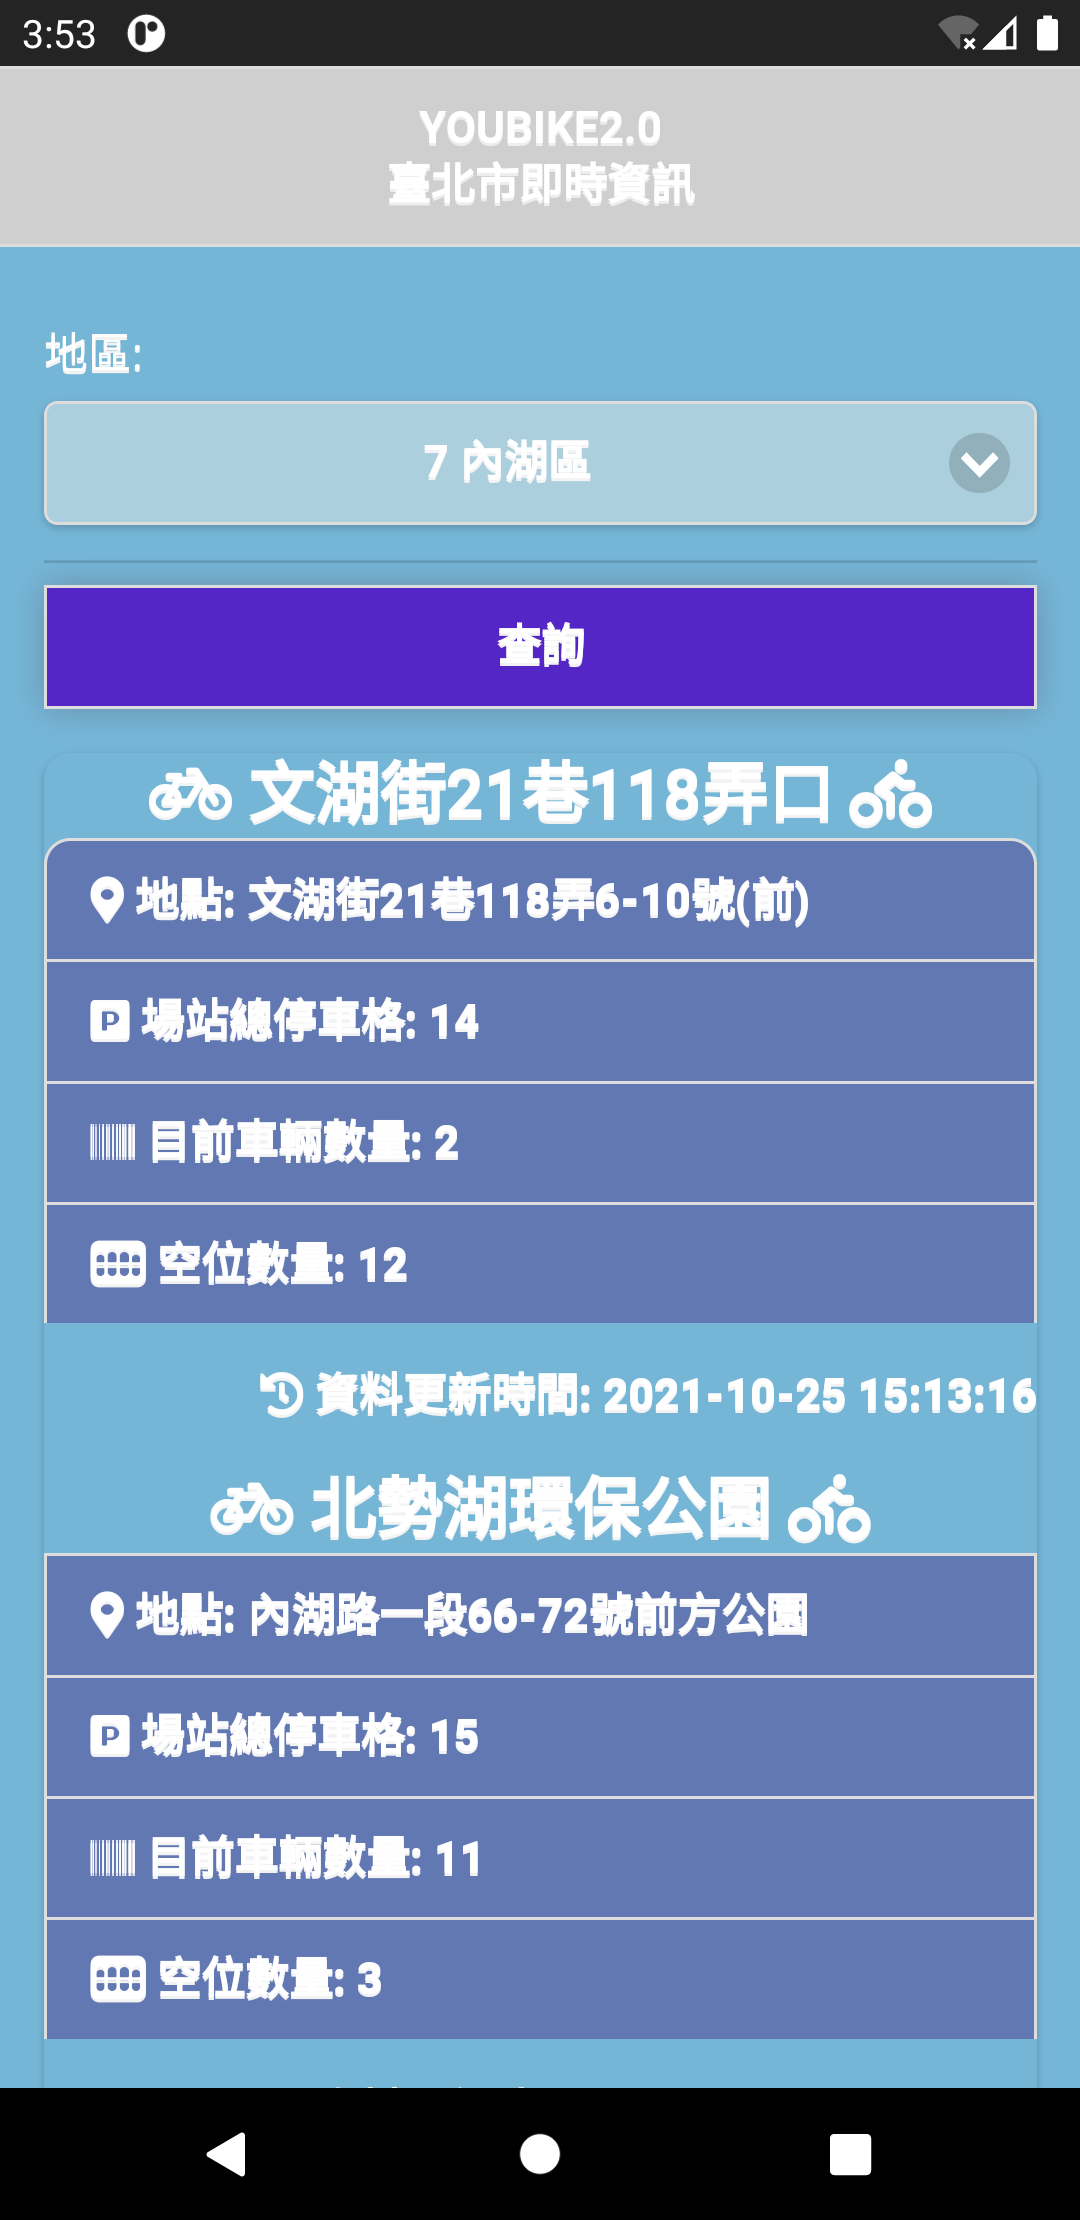 3:53
YOUBIKE2.0
臺北市即時資訊
地區:
7 內湖區
查詢
文湖街21巷118弄口
地點: 文湖街21巷118弄6-10號(前)
P 場站總停車格: 14
目前車輛數量: 2
空位數量: 12
資料更新時間: 2021-10-25 15:13:16
北勢湖環保公園
地點: 內湖路一段66-72號前方公園
P 場站總停車格: 15
目前車輛數量: 11
空位數量: 3